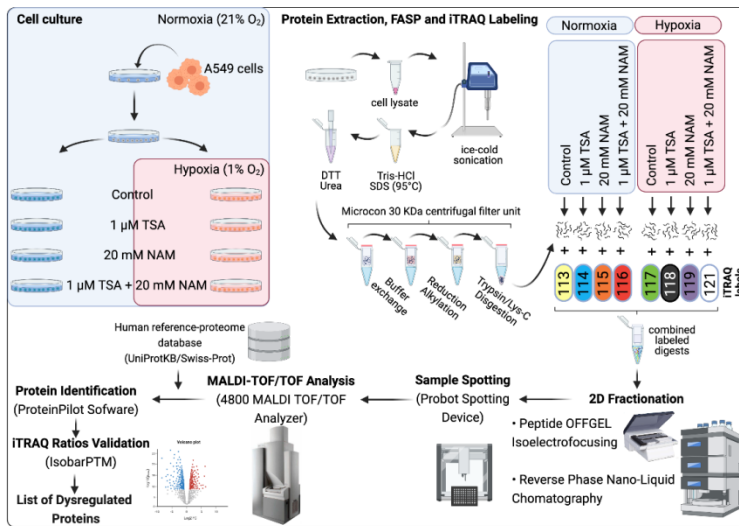 Cell culture
Normoxia (21% O₂)
A549 cells
Hypoxia (1% O₂)
Control
1 µM TSA
20 mM NAM
1 µM TSA + 20 mM NAM
Protein Extraction, FASP and iTRAQ Labeling
cell lysate
ice-cold
sonication
Tris-HCl
SDS (95°C)
DTT
Urea
Microcon 30 KDa centrifugal filter unit
Buffer
exchange
Reduction
Alkylation
Trypsin/Lys-C
Disgestion
Normoxia
Hypoxia
Control
1 µM TSA
20 mM NAM
1 µM TSA + 20 mM NAM
Control
1 µM TSA
20 mM NAM
1 µM TSA + 20 mM NAM
+ + + + + + + +
113
114
115
116
117
118
119
121
iTRAQ
labels
combined
labeled
digests
2D Fractionation
• Peptide OFFGEL
Isoelectrofocusing
• Reverse Phase Nano-Liquid
Chomatography
Sample Spotting
(Probot Spotting
Device)
MALDI-TOF/TOF Analysis
(4800 MALDI TOF/TOF
Analyzer)
Human reference-proteome
database
(UniProtKB/Swiss-Prot)
Protein Identification
(ProteinPilot Sofware)
iTRAQ Ratios Validation
(IsobarPTM)
List of Dysregulated
Proteins
Volcano plot